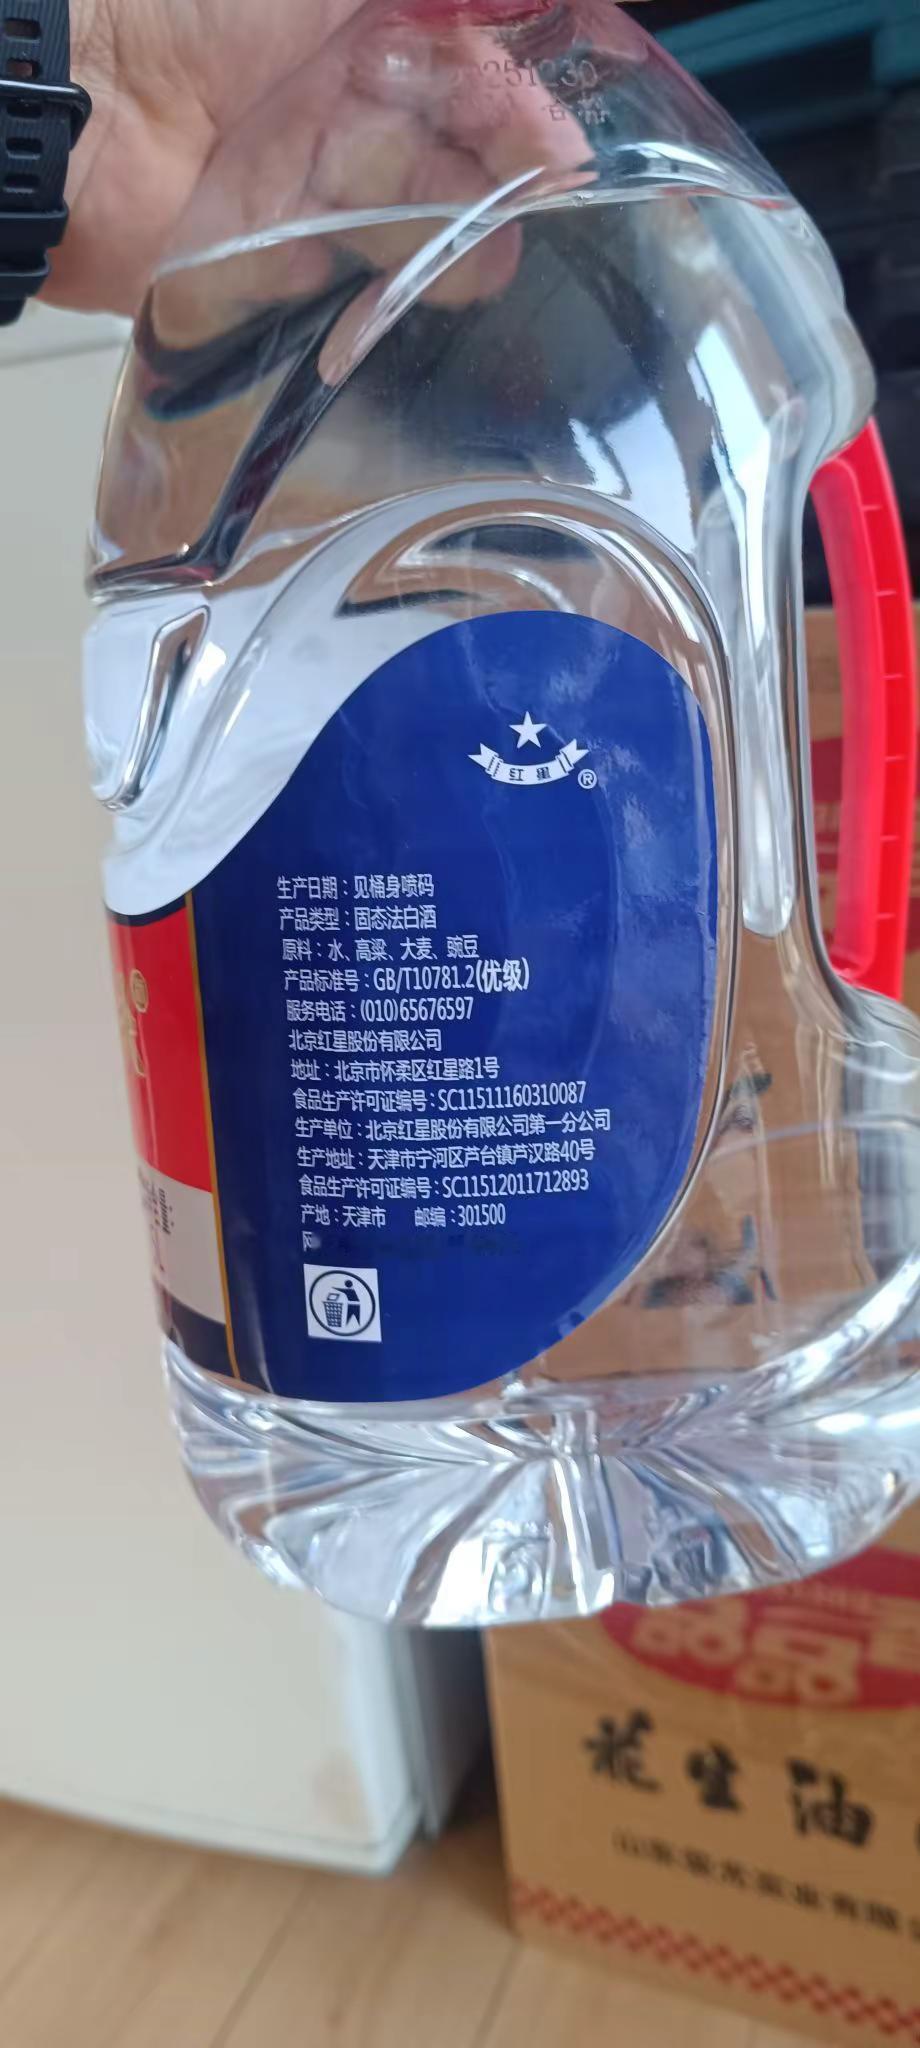 251230
红星
®
生产日期：见桶身喷码
产品类型：固态法白酒
原料：水、高粱、大麦、豌豆
产品标准号：GB/T10781.2(优级)
服务电话：(010)65676597
北京红星股份有限公司
地址：北京市怀柔区红星路1号
食品生产许可证编号：SC11511160310087
生产单位：北京红星股份有限公司第一分公司
生产地址：天津市宁河区芦台镇芦汉路40号
食品生产许可证编号：SC11512011712893
产地：天津市 邮编：301500
花生油